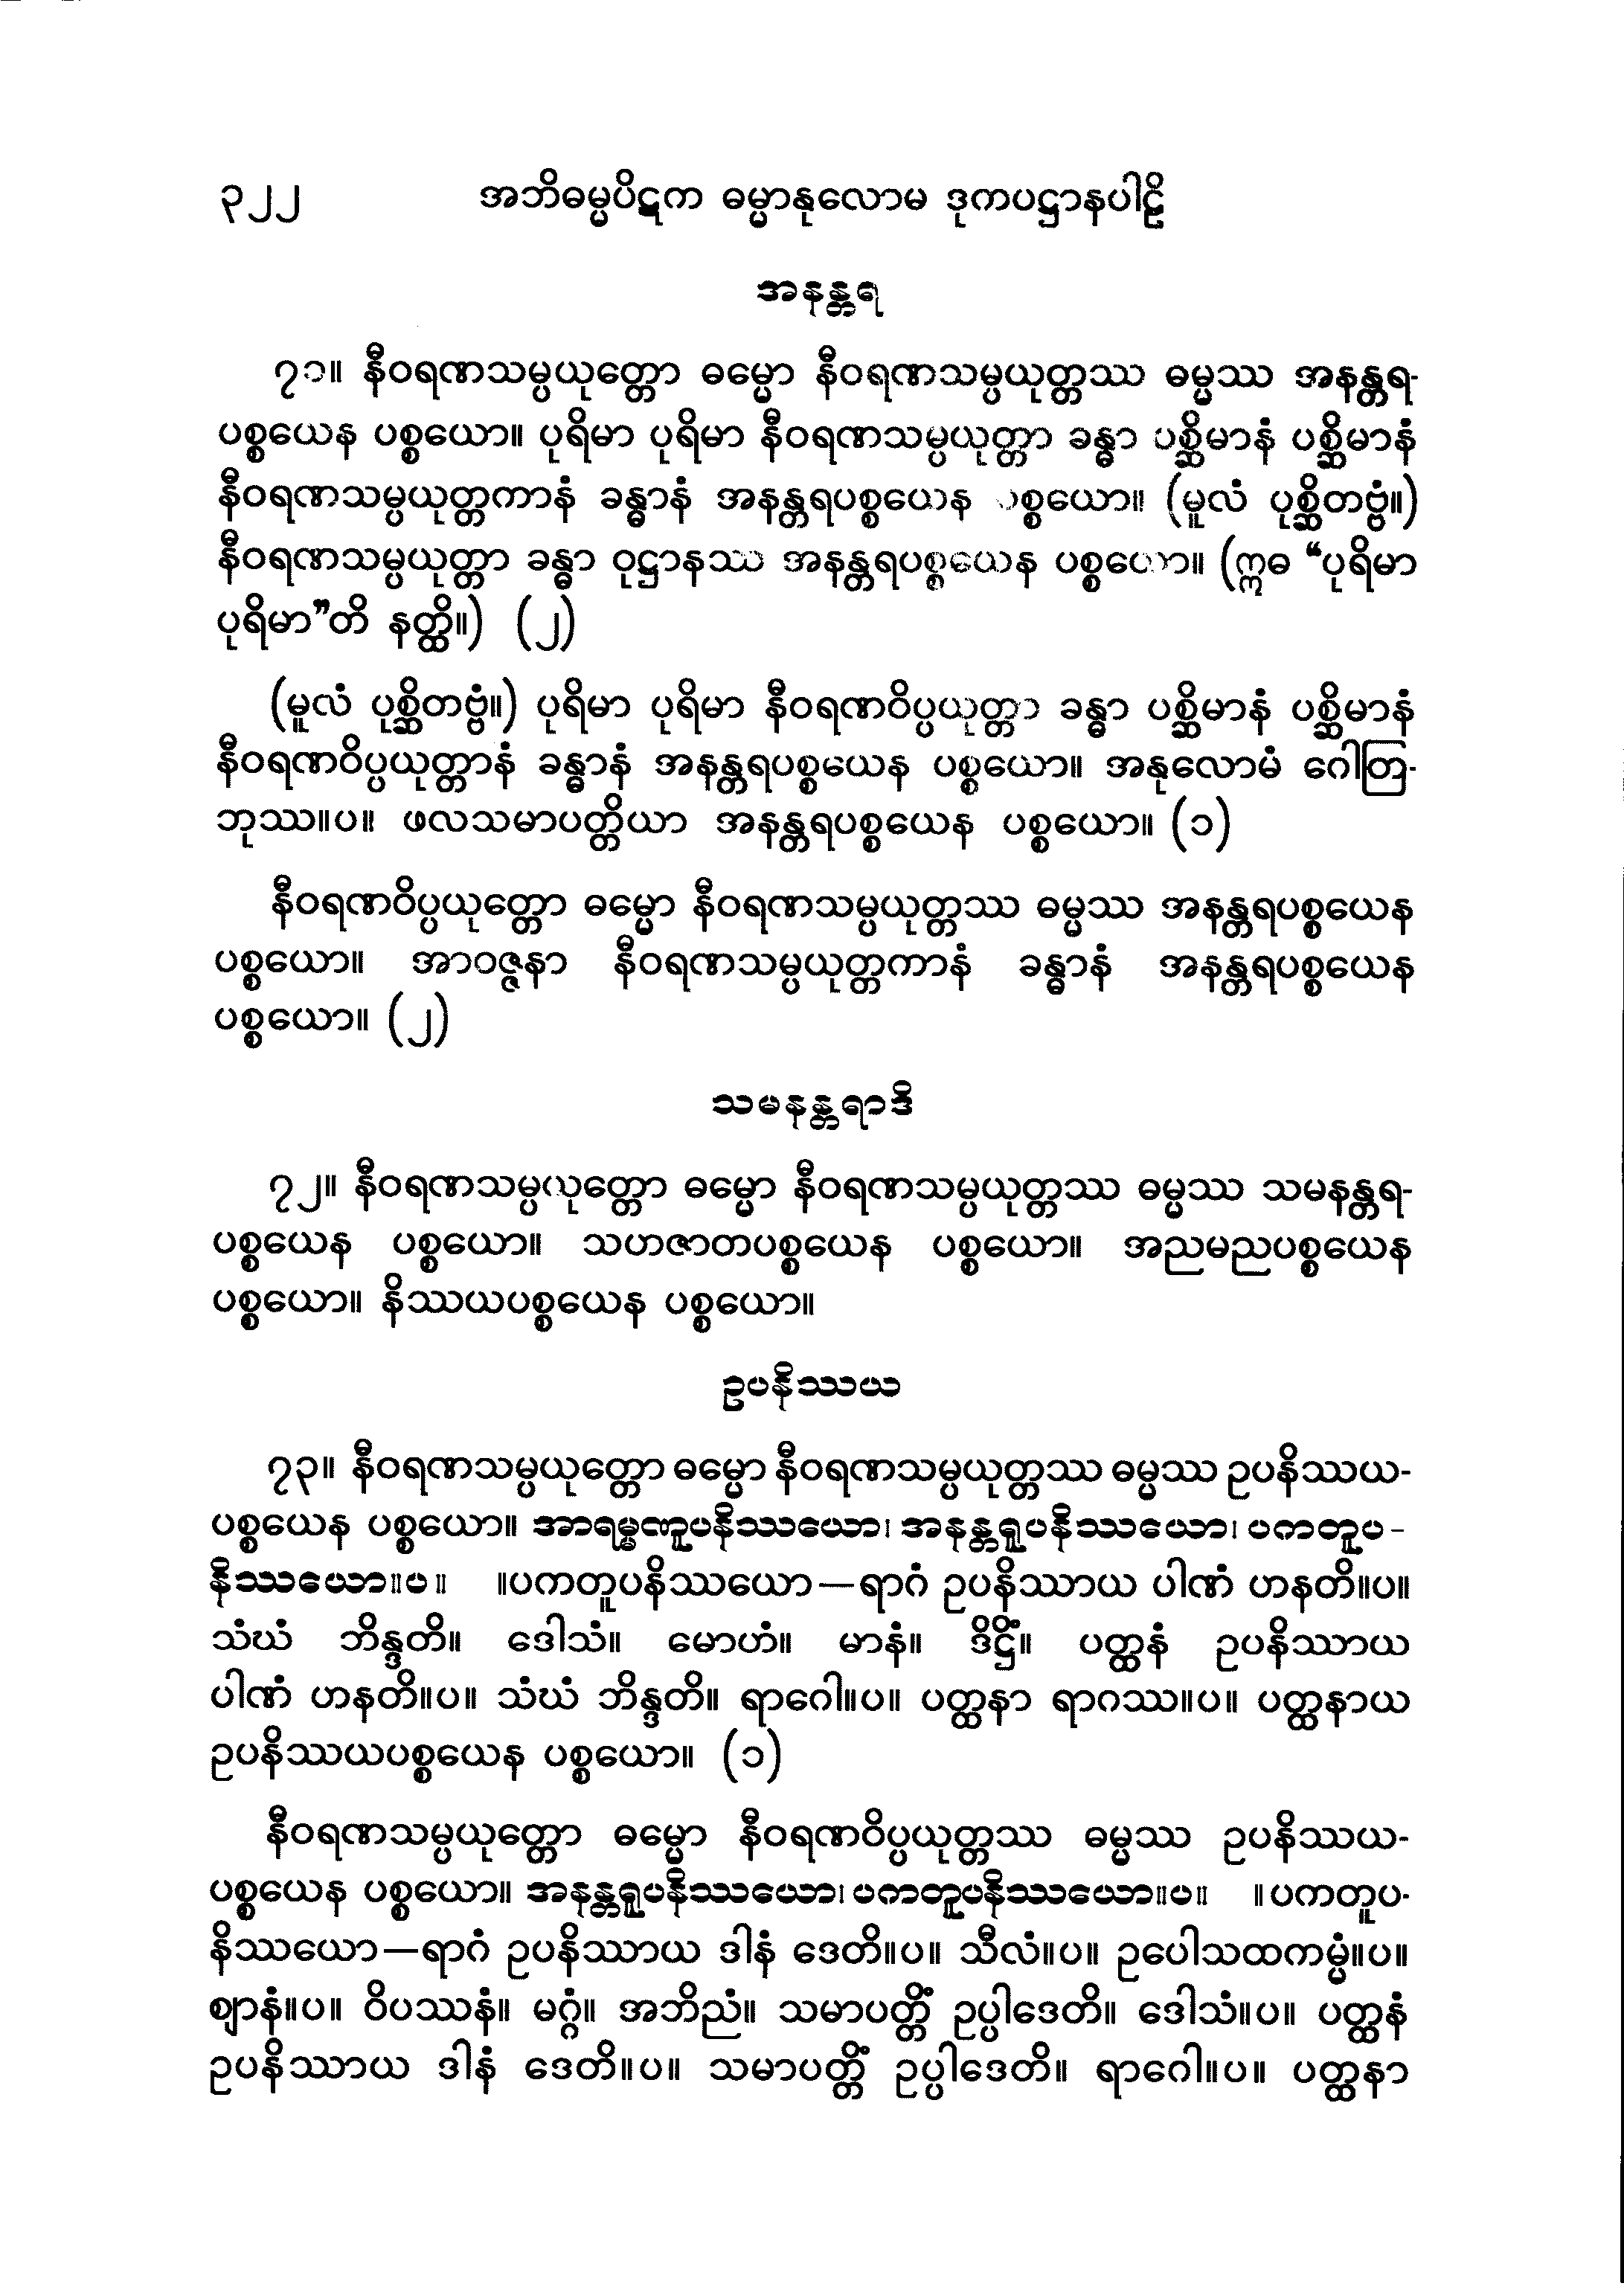 ၃၂၂ အဘိဓမ္မပိဋက ဓမ္မာနုလောမ ဒုကပဋ္ဌာနပါဠိ
အနန္တရ
၇၁။ နီဝရဏသမ္ပယုတ္တော ဓမ္မော နီဝရဏသမ္ပယုတ္တဿ ဓမ္မဿ အနန္တရ-
ပစ္စယေန ပစ္စယော။ ပုရိမာ ပုရိမာ နီဝရဏသမ္ပယုတ္တာ ခန္ဓာ ပစ္ဆိမာနံ ပစ္ဆိမာနံ
နီဝရဏသမ္ပယုတ္တကာနံ ခန္ဓာနံ အနန္တရပစ္စယေန ပစ္စယော။ (မူလံ ပုစ္ဆိတဗ္ဗံ။)
နီဝရဏသမ္ပယုတ္တာ ခန္ဓာ ဝုဋ္ဌာနဿ အနန္တရပစ္စယေန ပစ္စယော။ (ဣဓ “ပုရိမာ
ပုရိမာ”တိ နတ္ထိ။) (၂)
(မူလံ ပုစ္ဆိတဗ္ဗံ။) ပုရိမာ ပုရိမာ နီဝရဏဝိပ္ပယုတ္တာ ခန္ဓာ ပစ္ဆိမာနံ ပစ္ဆိမာနံ
နီဝရဏဝိပ္ပယုတ္တာနံ ခန္ဓာနံ အနန္တရပစ္စယေန ပစ္စယော။ အနုလောမံ ဂေါတြ-
ဘုဿ။ပ။ ဖလသမာပတ္တိယာ အနန္တရပစ္စယေန ပစ္စယော။ (၁)
နီဝရဏဝိပ္ပယုတ္တော ဓမ္မော နီဝရဏသမ္ပယုတ္တဿ ဓမ္မဿ အနန္တရပစ္စယေန
ပစ္စယော။ အာဝဇ္ဇနာ နီဝရဏသမ္ပယုတ္တကာနံ ခန္ဓာနံ အနန္တရပစ္စယေန
ပစ္စယော။ (၂)
သမနန္တရာဒိ
၇၂။ နီဝရဏသမ္ပယုတ္တော ဓမ္မော နီဝရဏသမ္ပယုတ္တဿ ဓမ္မဿ သမနန္တရ-
ပစ္စယေန ပစ္စယော။ သဟဇာတပစ္စယေန ပစ္စယော။ အညမညပစ္စယေန
ပစ္စယော။ နိဿယပစ္စယေန ပစ္စယော။
ဥပနိဿယ
၇၃။ နီဝရဏသမ္ပယုတ္တော ဓမ္မော နီဝရဏသမ္ပယုတ္တဿ ဓမ္မဿ ဥပနိဿယ-
ပစ္စယေန ပစ္စယော။ အာရမ္မဏူပနိဿယော၊ အနန္တရူပနိဿယော၊ ပကတူပ-
နိဿယော။ပ။ ။ပကတူပနိဿယော—ရာဂံ ဥပနိဿာယ ပါဏံ ဟနတိ။ပ။
သံဃံ ဘိန္ဒတိ။ ဒေါသံ။ မောဟံ။ မာနံ။ ဒိဋ္ဌိံ။ ပတ္ထနံ ဥပနိဿာယ
ပါဏံ ဟနတိ။ပ။ သံဃံ ဘိန္ဒတိ။ ရာဂေါ။ပ။ ပတ္ထနာ ရာဂဿ။ပ။ ပတ္ထနာယ
ဥပနိဿယပစ္စယေန ပစ္စယော။ (၁)
နီဝရဏသမ္ပယုတ္တော ဓမ္မော နီဝရဏဝိပ္ပယုတ္တဿ ဓမ္မဿ ဥပနိဿယ-
ပစ္စယေန ပစ္စယော။ အနန္တရူပနိဿယော၊ ပကတူပနိဿယော။ပ။ ။ပကတူပ-
နိဿယော—ရာဂံ ဥပနိဿာယ ဒါနံ ဒေတိ။ပ။ သီလံ။ပ။ ဥပေါသထကမ္မံ။ပ။
ဈာနံ။ပ။ ဝိပဿနံ။ မဂ္ဂံ။ အဘိညံ။ သမာပတ္တိံ ဥပ္ပါဒေတိ။ ဒေါသံ။ပ။ ပတ္ထနံ
ဥပနိဿာယ ဒါနံ ဒေတိ။ပ။ သမာပတ္တိံ ဥပ္ပါဒေတိ။ ရာဂေါ။ပ။ ပတ္ထနာ